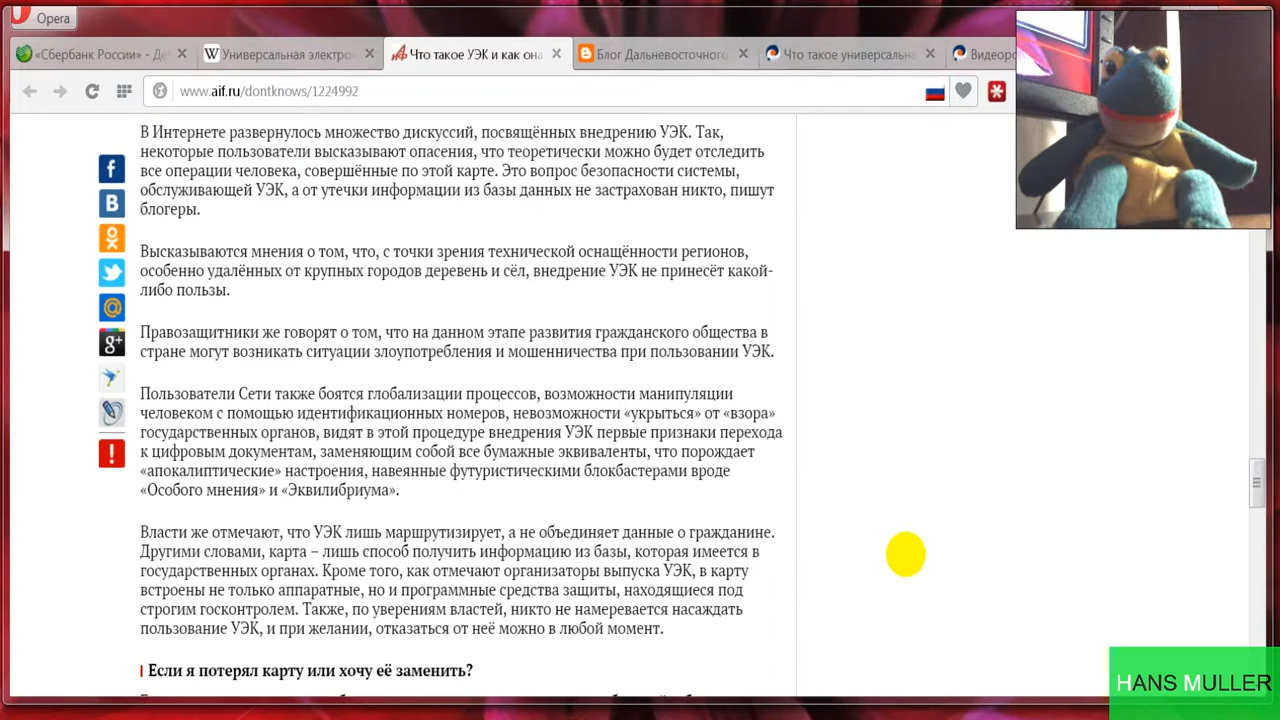 Opera
«Сбербанк России» - Де
Универсальная электро
Что такое УЭК и как она
Блог Дальневосточного
Что такое универсальна
Видеорo
www.aif.ru/dontknows/1224992
В Интернете развернулось множество дискуссий, посвящённых внедрению УЭК. Так,
некоторые пользователи высказывают опасения, что теоретически можно будет отследить
все операции человека, совершённые по этой карте. Это вопрос безопасности системы,
обслуживающей УЭК, а от утечки информации из базы данных не застрахован никто, пишут
блогеры.
Высказываются мнения о том, что, с точки зрения технической оснащённости регионов,
особенно удалённых от крупных городов деревень и сёл, внедрение УЭК не принесёт какой-
либо пользы.
Правозащитники же говорят о том, что на данном этапе развития гражданского общества в
стране могут возникать ситуации злоупотребления и мошенничества при пользовании УЭК.
Пользователи Сети также боятся глобализации процессов, возможности манипуляции
человеком с помощью идентификационных номеров, невозможности «укрыться» от «взора»
государственных органов, видят в этой процедуре внедрения УЭК первые признаки перехода
к цифровым документам, заменяющим собой все бумажные эквиваленты, что порождает
«апокалиптические» настроения, навеянные футуристическими блокбастерами вроде
«Особого мнения» и «Эквилибриума».
Власти же отмечают, что УЭК лишь маршрутизирует, а не объединяет данные о гражданине.
Другими словами, карта – лишь способ получить информацию из базы, которая имеется в
государственных органах. Кроме того, как отмечают организаторы выпуска УЭК, в карту
встроены не только аппаратные, но и программные средства защиты, находящиеся под
строгим госконтролем. Также, по уверениям властей, никто не намеревается насаждать
пользование УЭК, и при желании, отказаться от неё можно в любой момент.
Если я потерял карту или хочу её заменить?
HANS MULLER